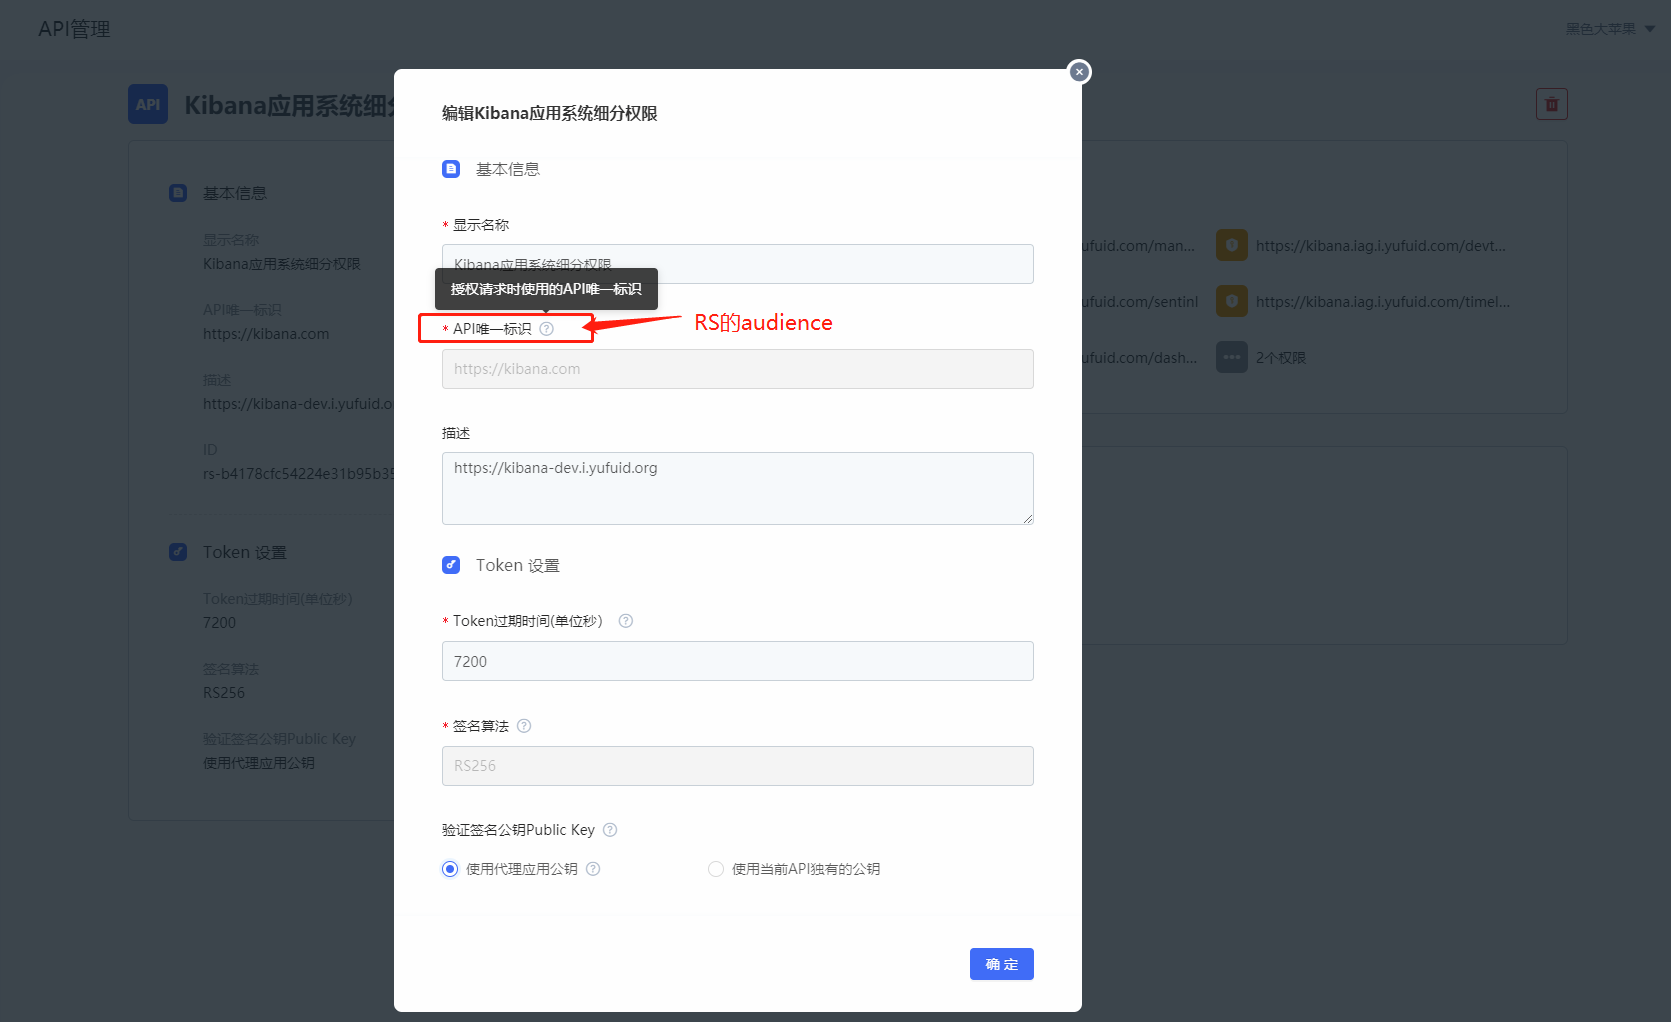 API管理
黑色大苹果
API
Kibana应用系统细分
基本信息
显示名称
Kibana应用系统细分权限
API唯一标识
https://kibana.com
描述
https://kibana-dev.i.yufuid.o
ID
rs-b4178cfc54224e31b95b35
Token 设置
Token过期时间(单位秒)
7200
签名算法
RS256
验证签名公钥Public Key
使用代理应用公钥
编辑Kibana应用系统细分权限
基本信息
* 显示名称
Kibana应用系统细分权限
授权请求时使用的API唯一标识
* API唯一标识 ?
RS的audience
https://kibana.com
描述
https://kibana-dev.i.yufuid.org
Token 设置
* Token过期时间(单位秒) ?
7200
* 签名算法 ?
RS256
验证签名公钥Public Key ?
使用代理应用公钥 ?
使用当前API独有的公钥
确 定
ufuid.com/man...
https://kibana.iag.i.yufuid.com/devt...
ufuid.com/sentinl
https://kibana.iag.i.yufuid.com/timel...
ufuid.com/dash...
2个权限